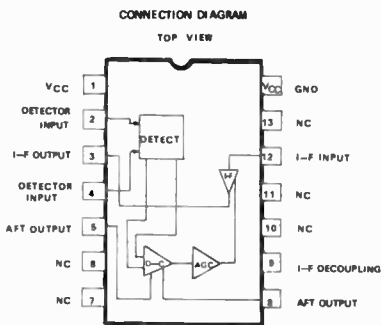 CONNECTION DIAGRAM
TOP VIEW
VCC 1 VCC GND
DETECTOR INPUT 2 13 NC
DETECT
I-F OUTPUT 3 12 I-F INPUT
I-F
DETECTOR INPUT 4 11 NC
AFT OUTPUT 5 10 NC
NC 6 D-C AGC 9 I-F DECOUPLING
NC 7 8 AFT OUTPUT